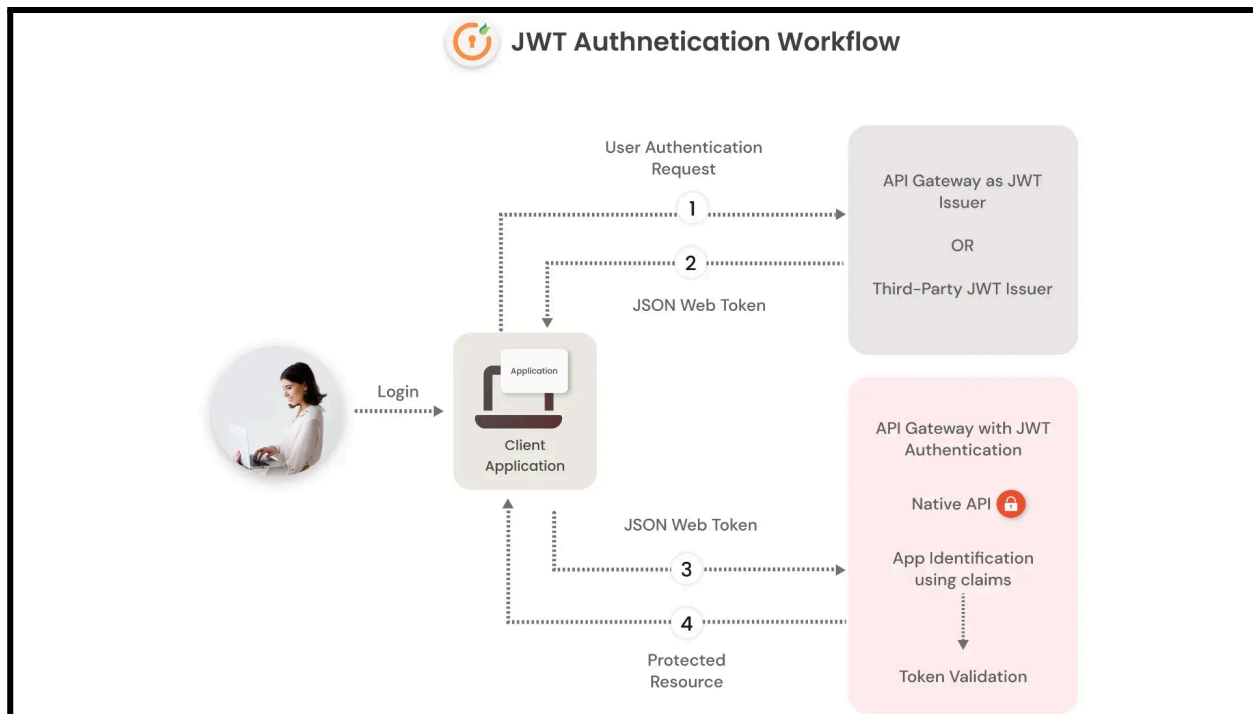 JWT Authnetication Workflow
User Authentication
Request
1
2
JSON Web Token
API Gateway as JWT
Issuer
OR
Third-Party JWT Issuer
Login
Application
Client
Application
JSON Web Token
3
4
Protected
Resource
API Gateway with JWT
Authentication
Native API
App Identification
using claims
Token Validation